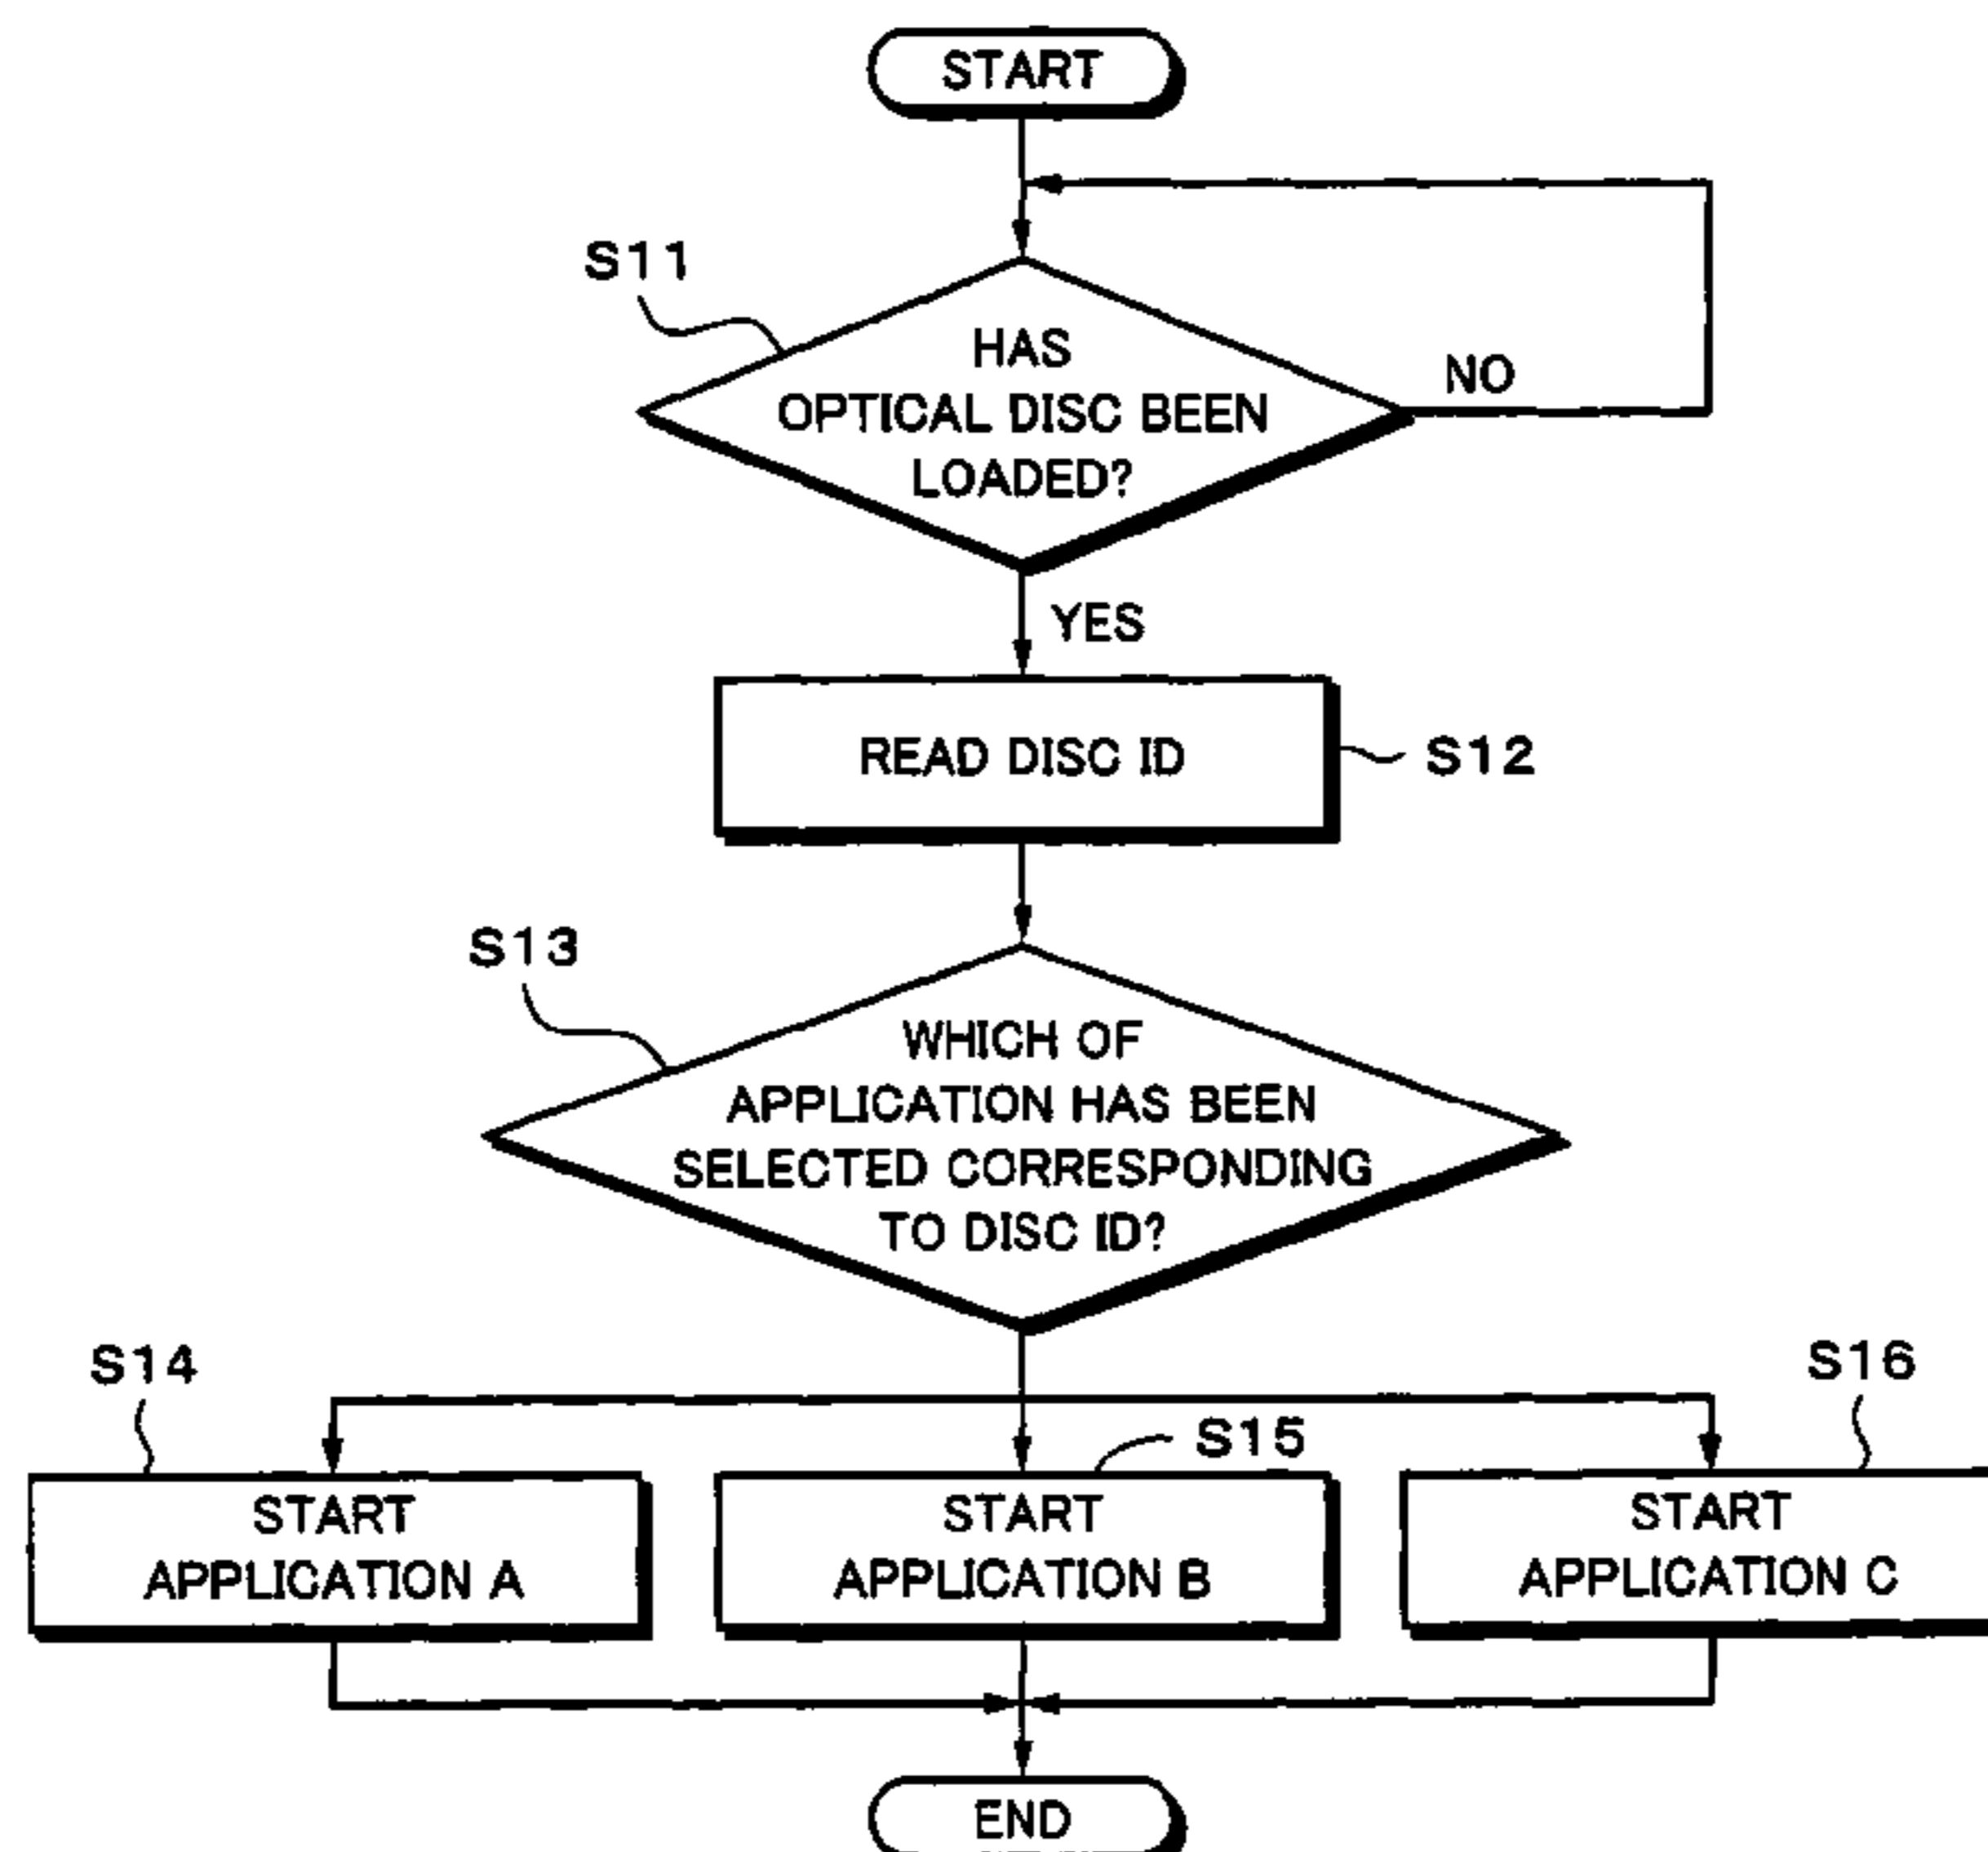 START
S11
HAS
OPTICAL DISC BEEN
LOADED?
NO
YES
READ DISC ID
S12
S13
WHICH OF
APPLICATION HAS BEEN
SELECTED CORRESPONDING
TO DISC ID?
S14
S15
S16
START
APPLICATION A
START
APPLICATION B
START
APPLICATION C
END